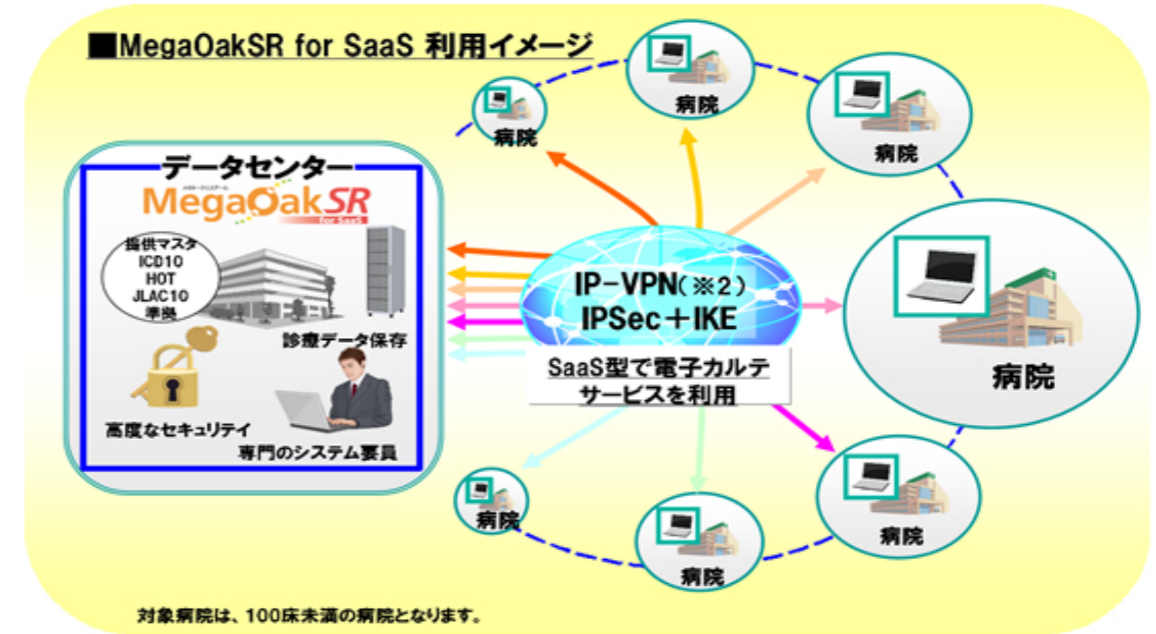 ■MegaOakSR for SaaS 利用イメージ
病院
病院
病院
データセンター
MegaOakSR
for SaaS
提供マスタ
ICD10
HOT
JLAC10
準拠
診療データ保存
高度なセキュリテイ
専門のシステム要員
IP-VPN(※2)
IPSec+IKE
SaaS型で電子カルテ
サービスを利用
病院
病院
病院
病院
対象病院は、100床未満の病院となります。